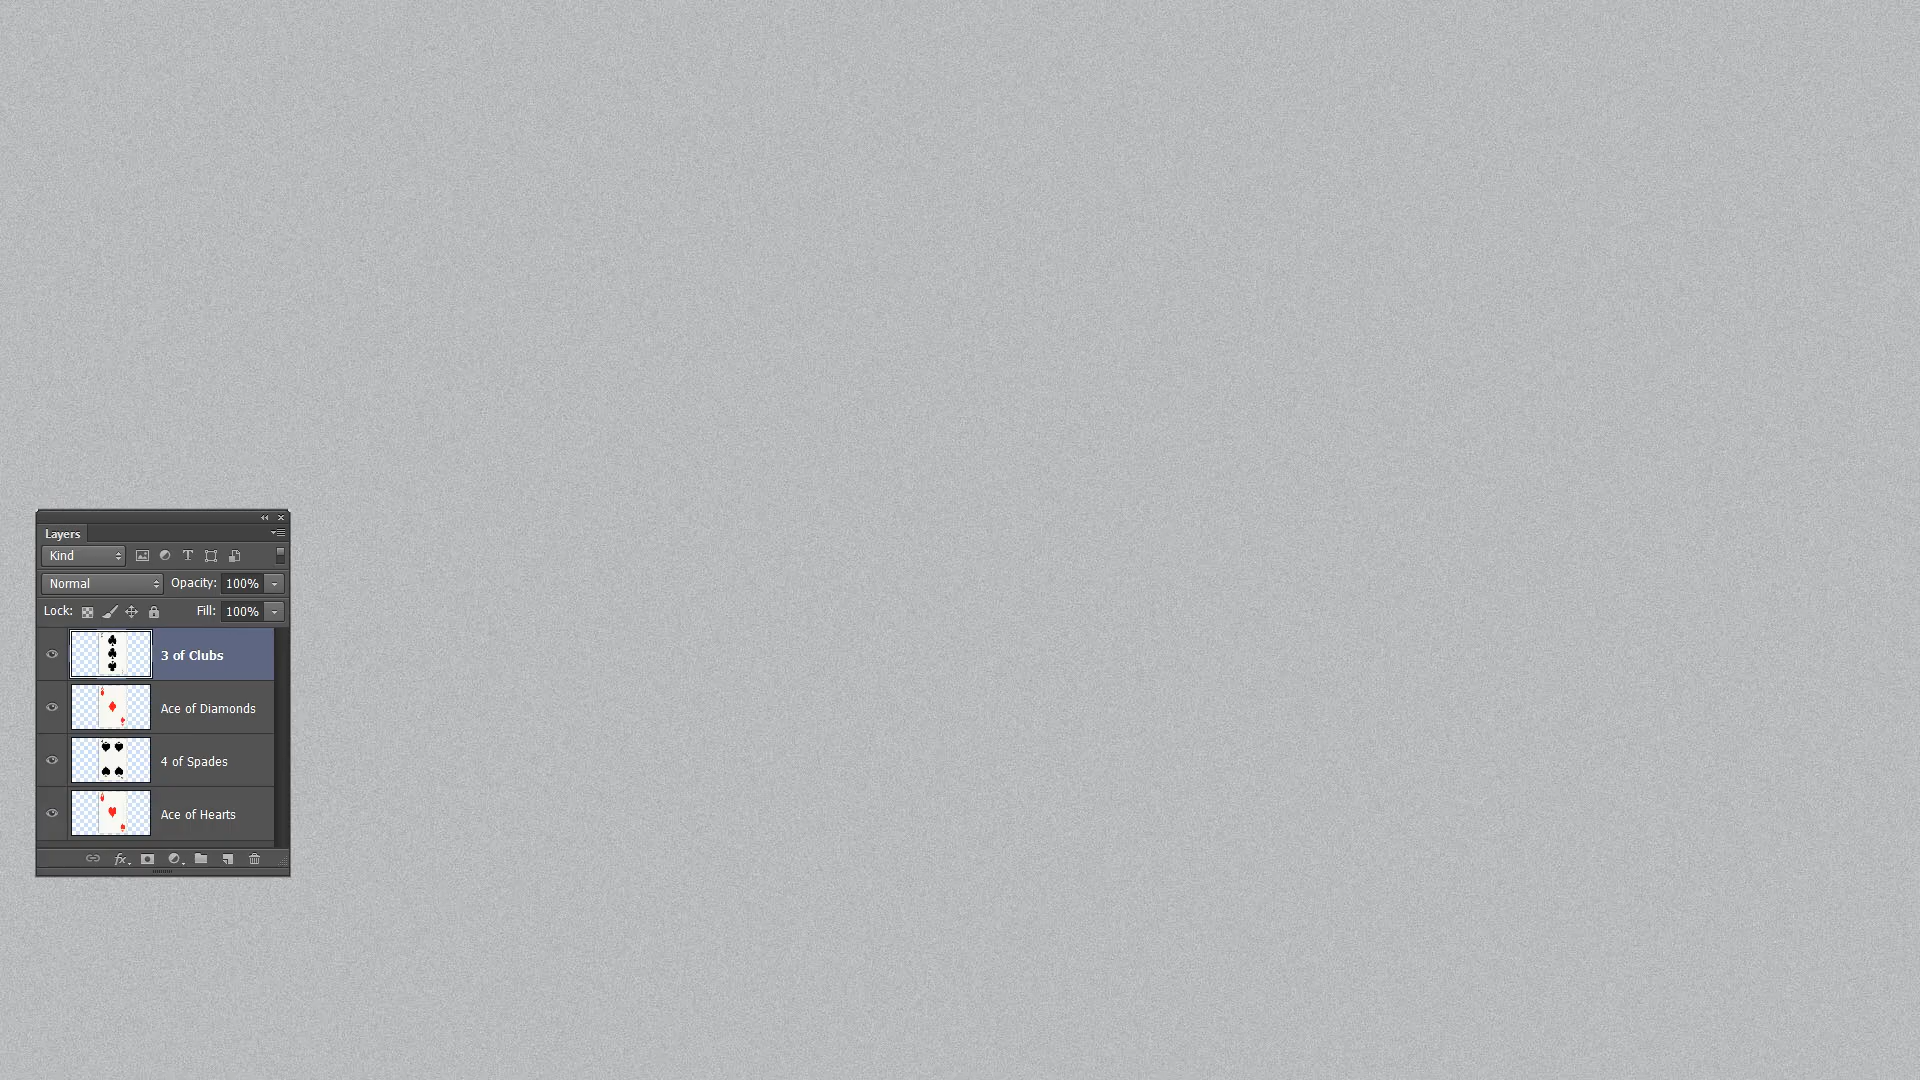 Layers
Kind
Normal Opacity: 100%
Lock: Fill: 100%
3 of Clubs
Ace of Diamonds
4 of Spades
Ace of Hearts